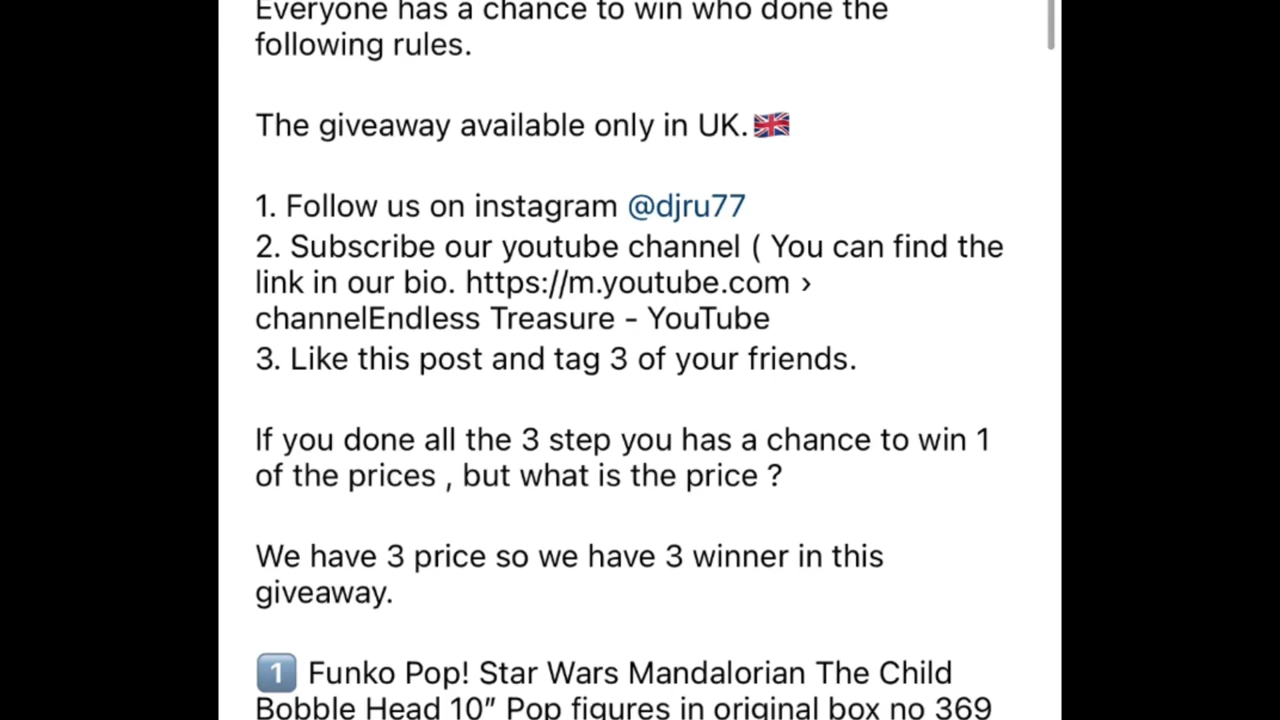 Everyone has a chance to win who done the
following rules.
The giveaway available only in UK.🇬🇧
1. Follow us on instagram @djru77
2. Subscribe our youtube channel ( You can find the
link in our bio. https://m.youtube.com ›
channelEndless Treasure - YouTube
3. Like this post and tag 3 of your friends.
If you done all the 3 step you has a chance to win 1
of the prices , but what is the price ?
We have 3 price so we have 3 winner in this
giveaway.
1️⃣ Funko Pop! Star Wars Mandalorian The Child
Bobble Head 10” Pop figures in original box no 369